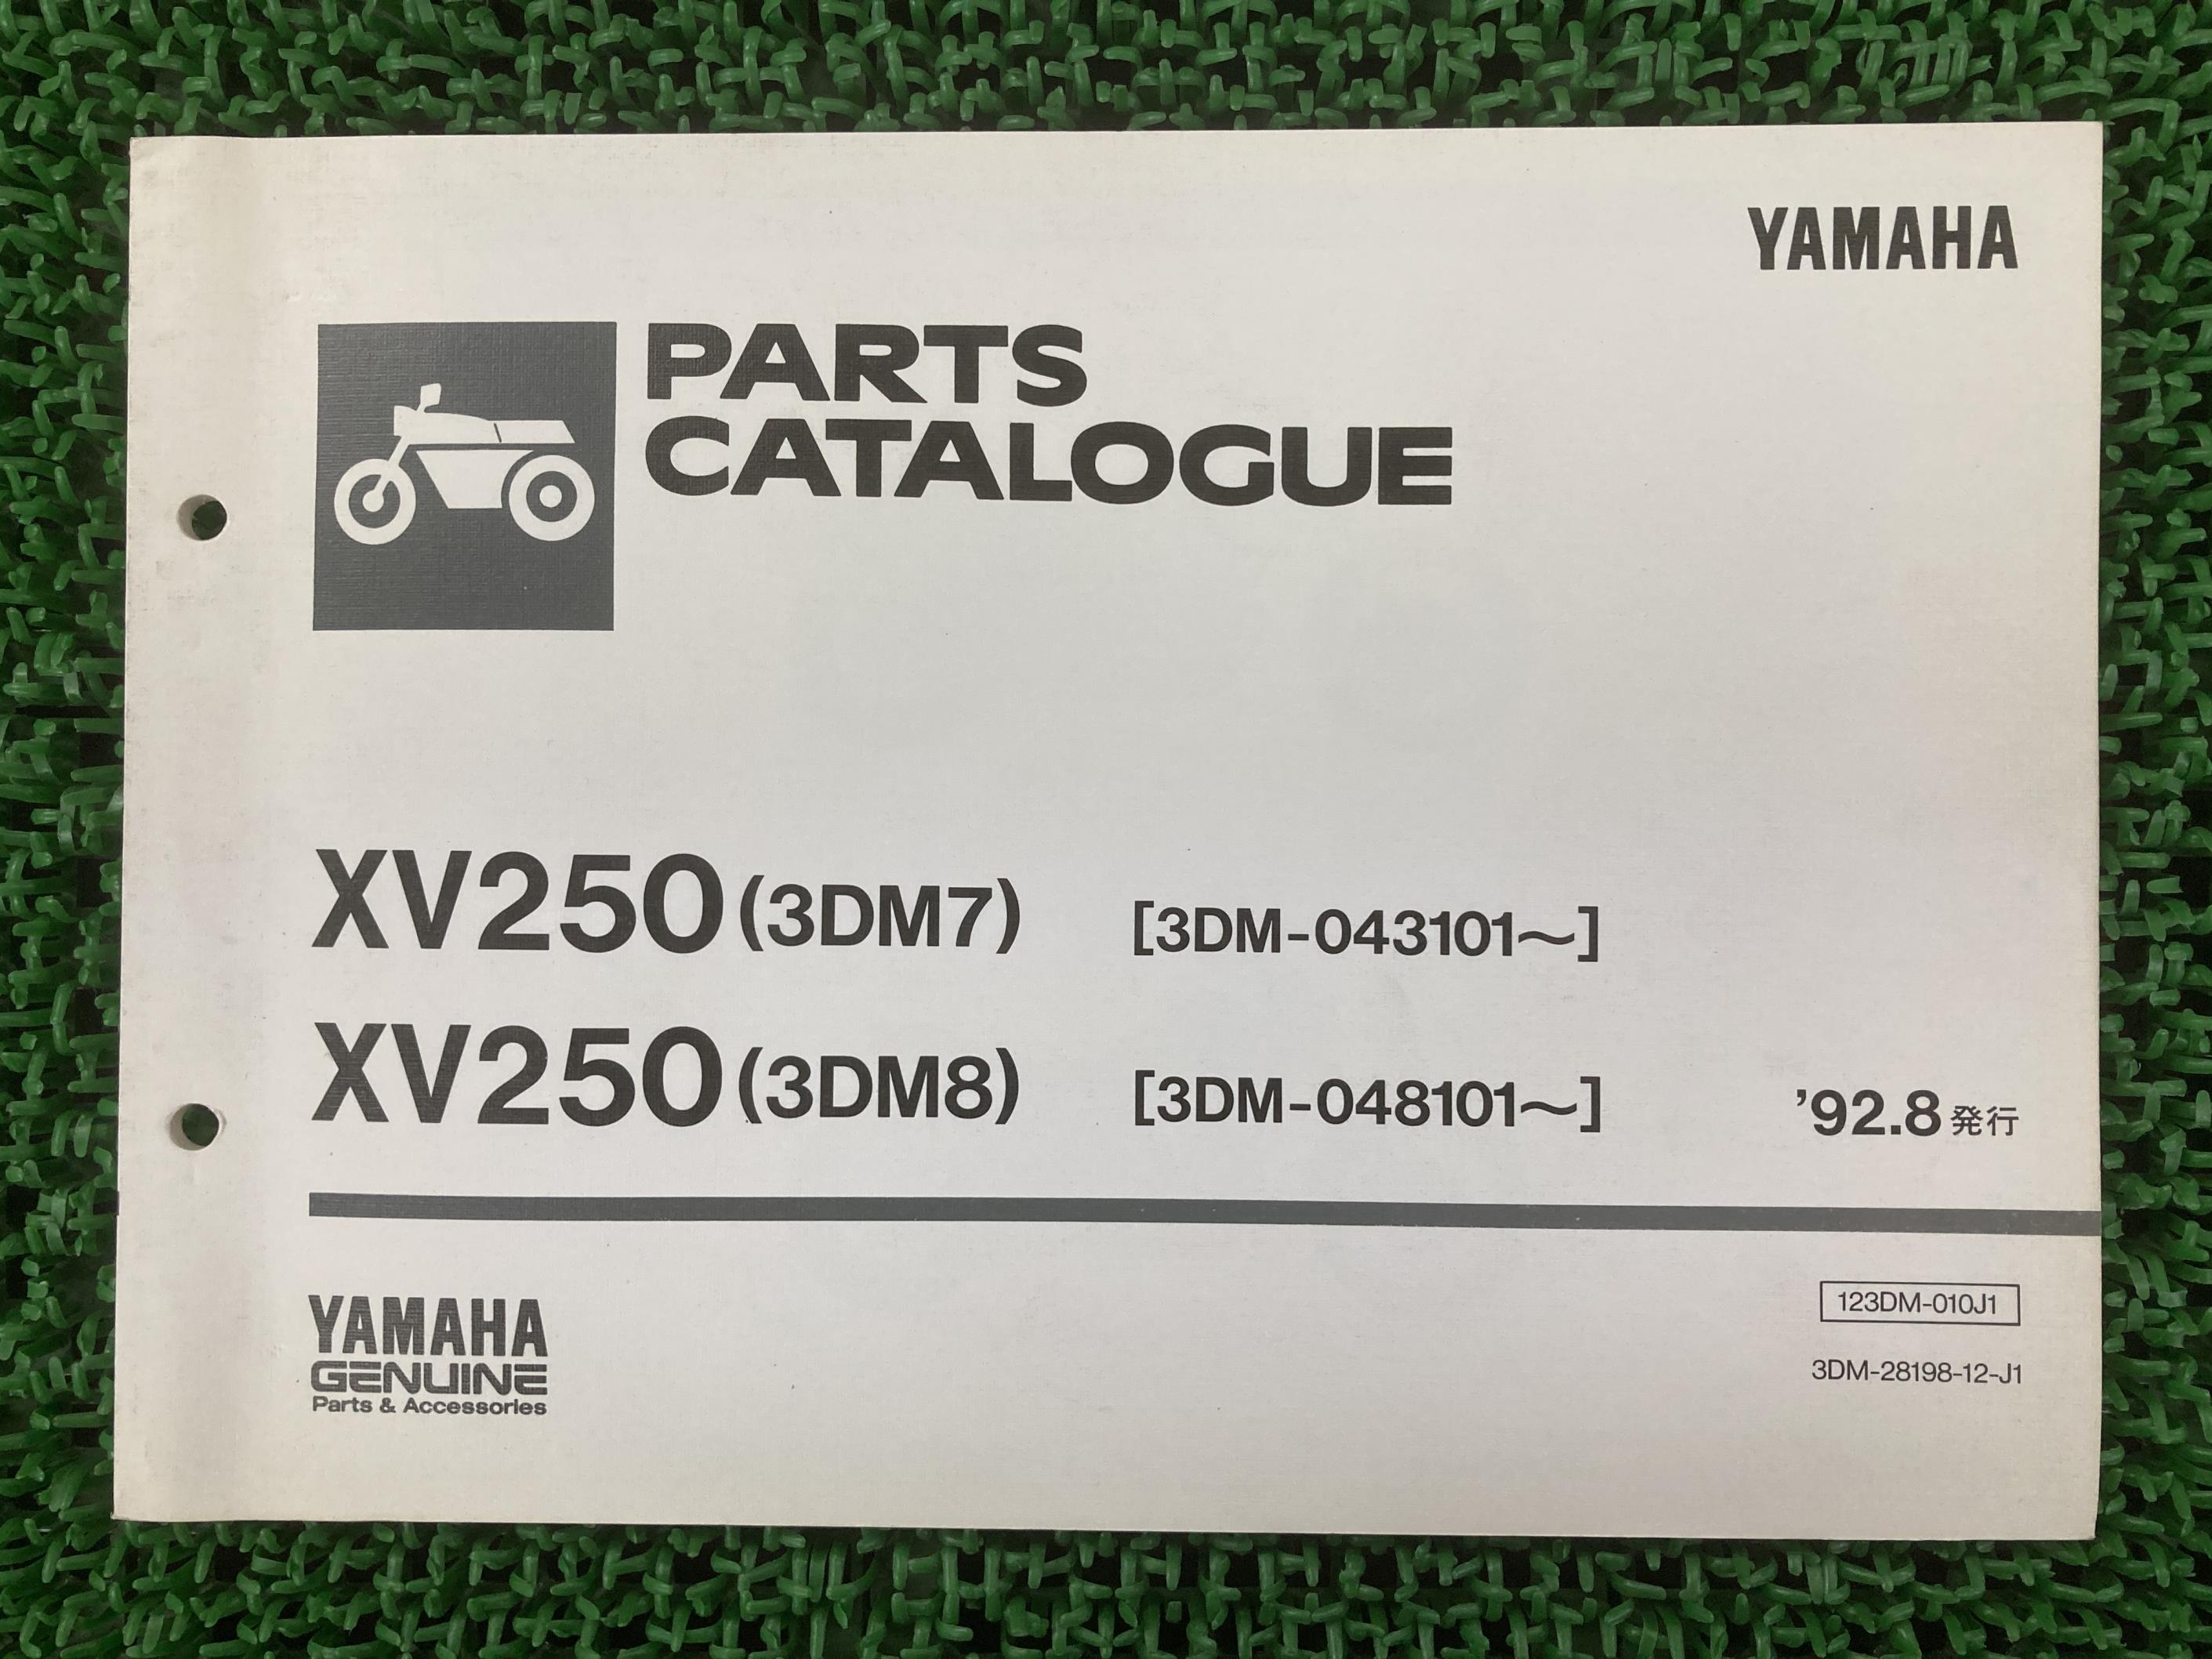 YAMAHA
PARTS
CATALOGUE
XV250(3DM7) [3DM-043101～]
XV250(3DM8) [3DM-048101～] ’92.8発行
123DM-010J1
3DM-28198-12-J1
YAMAHA
GENUINE
Parts & Accessories